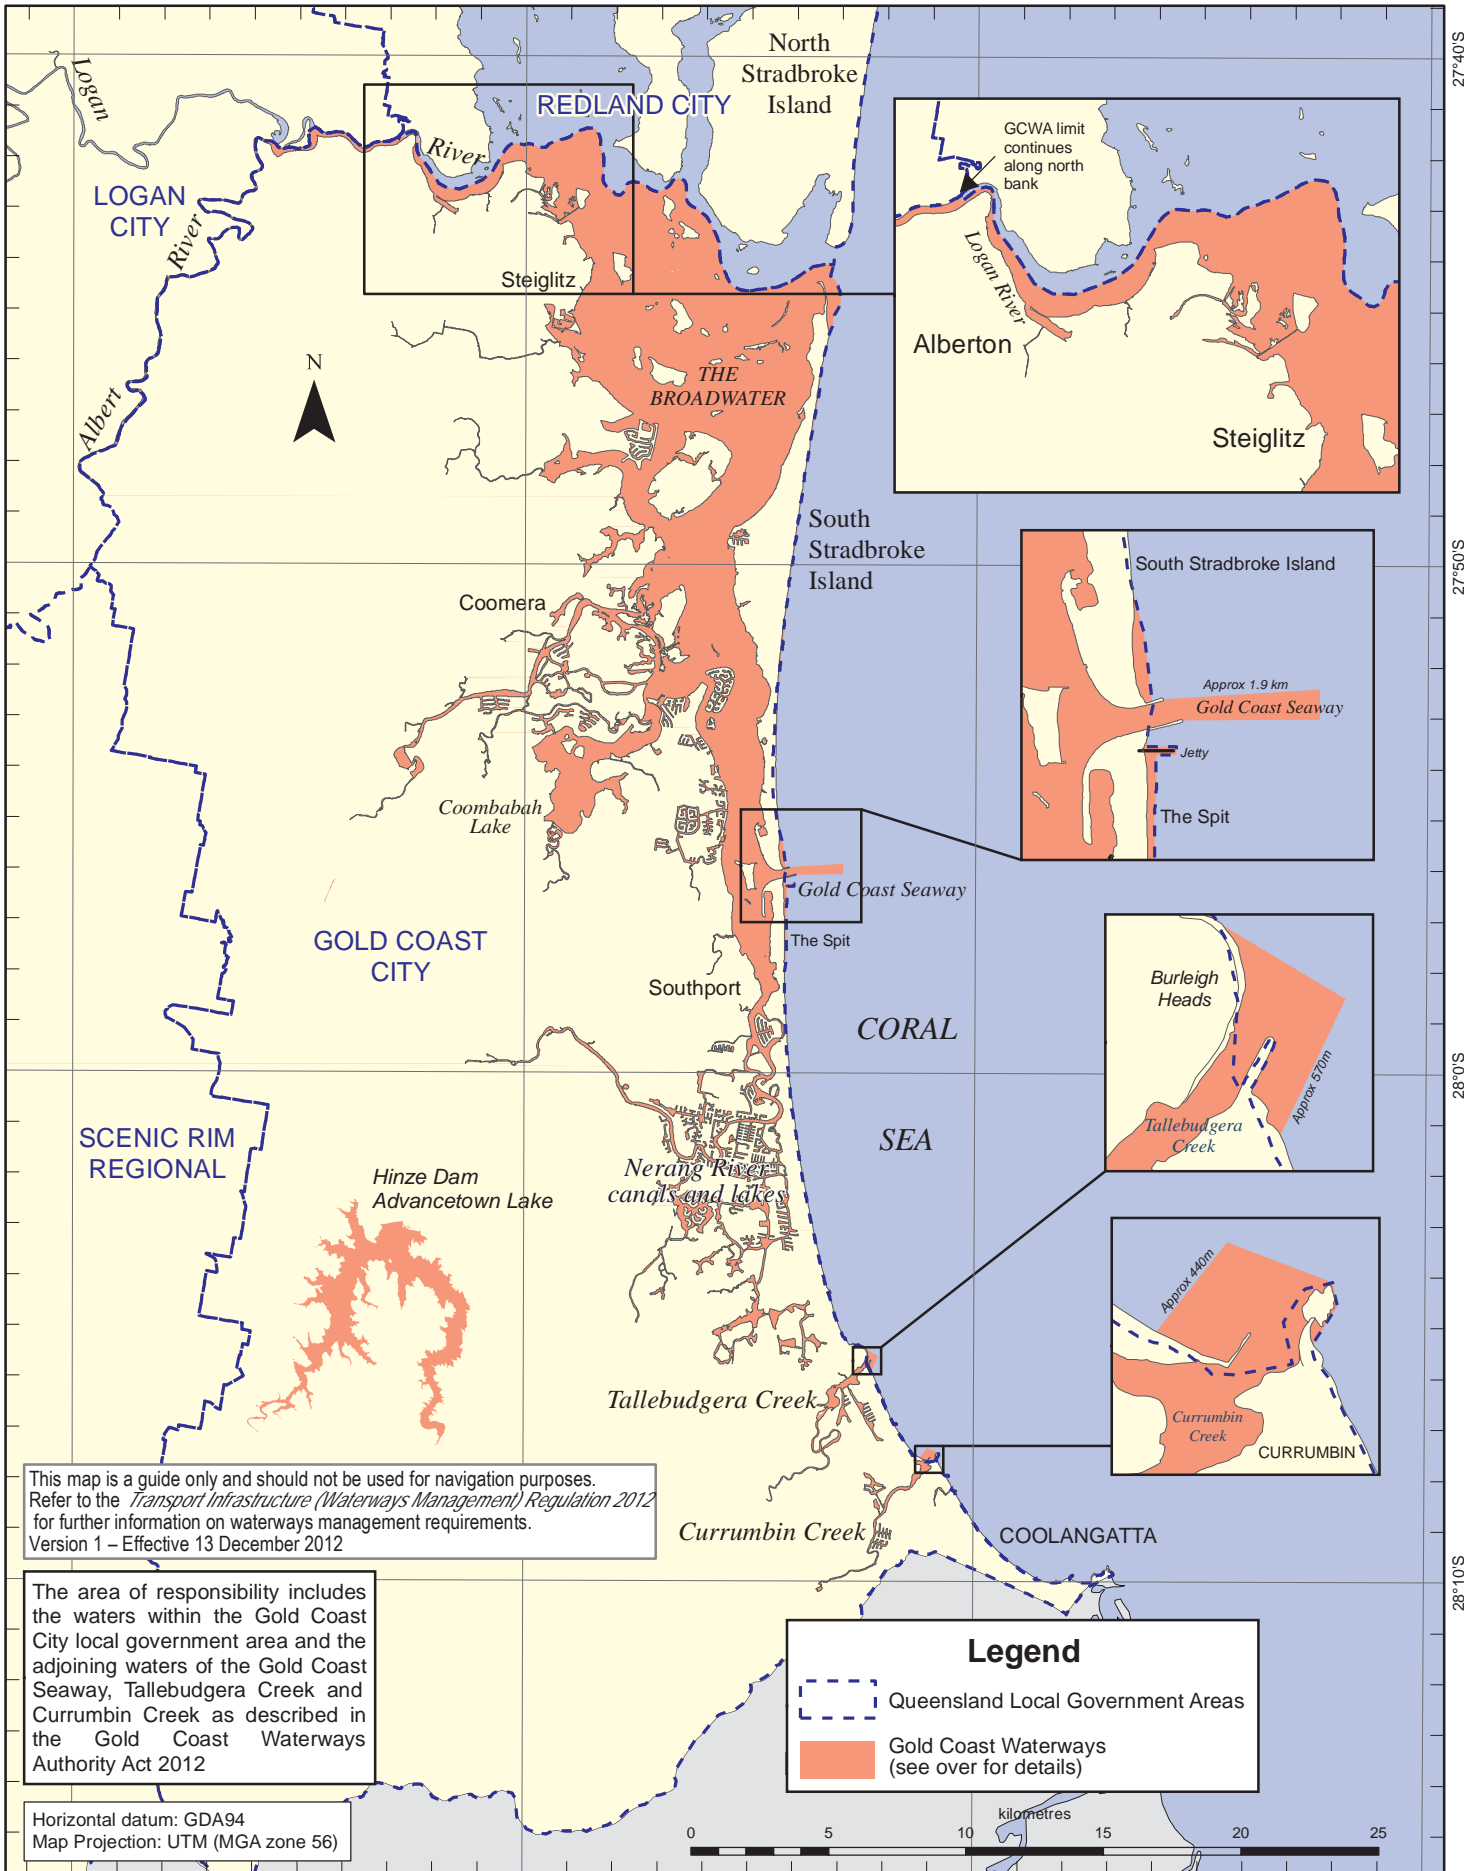 North
Stradbroke
Island
27°40'S
REDLAND CITY
Logan
River
LOGAN
CITY
River
Albert
Steiglitz
N
THE
BROADWATER
GCWA limit
continues
along north
bank
Logan River
Alberton
Steiglitz
South
Stradbroke
Island
27°50'S
South Stradbroke Island
Approx 1.9 km
Gold Coast Seaway
Jetty
The Spit
Coomera
Coombabah
Lake
Gold Coast Seaway
The Spit
GOLD COAST
CITY
Southport
CORAL
SEA
Burleigh
Heads
Approx 570m
Tallebudgera
Creek
28°0'S
SCENIC RIM
REGIONAL
Hinze Dam
Advancetown Lake
Nerang River
canals and lakes
Approx 440m
Currumbin
Creek
CURRUMBIN
Tallebudgera Creek
Currumbin Creek
COOLANGATTA
28°10'S
This map is a guide only and should not be used for navigation purposes.
Refer to the Transport Infrastructure (Waterways Management) Regulation 2012
for further information on waterways management requirements.
Version 1 – Effective 13 December 2012
The area of responsibility includes
the waters within the Gold Coast
City local government area and the
adjoining waters of the Gold Coast
Seaway, Tallebudgera Creek and
Currumbin Creek as described in
the Gold Coast Waterways
Authority Act 2012
Horizontal datum: GDA94
Map Projection: UTM (MGA zone 56)
Legend
Queensland Local Government Areas
Gold Coast Waterways
(see over for details)
kilometres
0 5 10 15 20 25